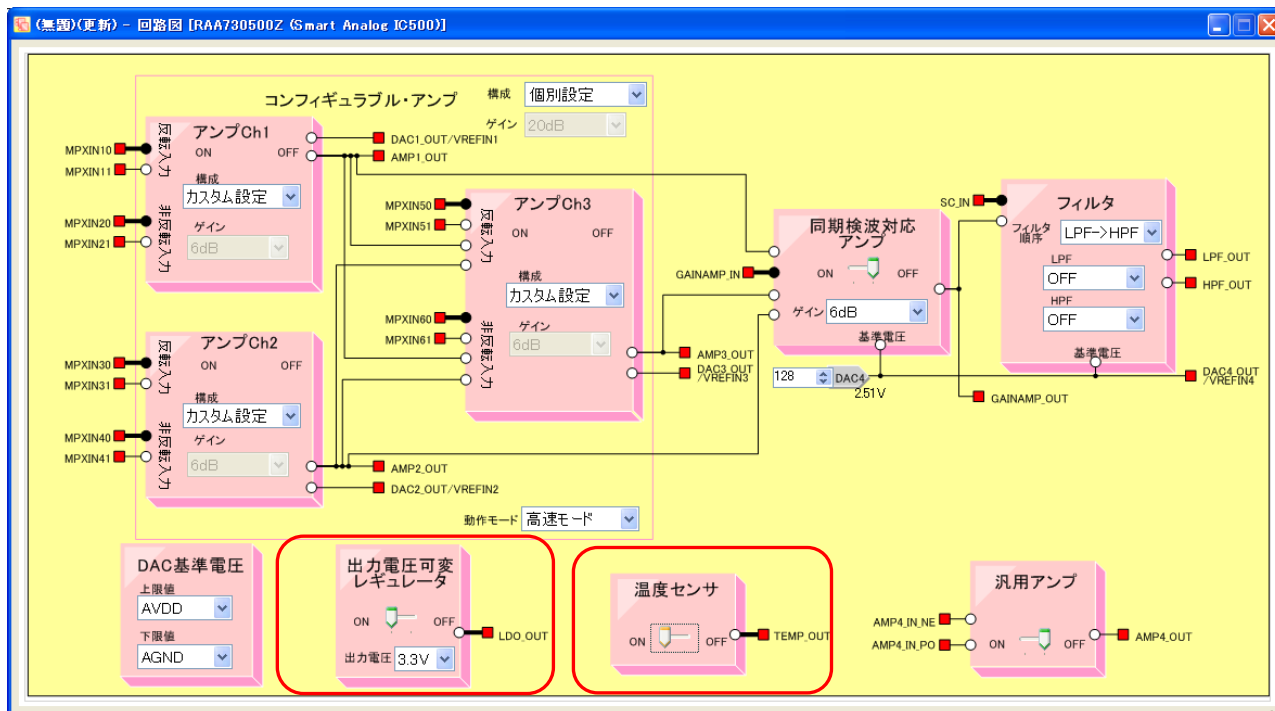 (無題)(更新) - 回路図 [RAA730500Z (Smart Analog IC500)]
コンフィギュラブル・アンプ
構成 個別設定
ゲイン 20dB
アンプCh1
ON OFF
反転入力
非反転入力
構成
カスタム設定
ゲイン
6dB
MPXIN10
MPXIN11
MPXIN20
MPXIN21
DAC1_OUT/VREFIN1
AMP1_OUT
アンプCh2
ON OFF
反転入力
非反転入力
構成
カスタム設定
ゲイン
6dB
MPXIN30
MPXIN31
MPXIN40
MPXIN41
AMP2_OUT
DAC2_OUT/VREFIN2
アンプCh3
ON OFF
反転入力
非反転入力
構成
カスタム設定
ゲイン
6dB
MPXIN50
MPXIN51
MPXIN60
MPXIN61
AMP3_OUT
DAC3_OUT
/VREFIN3
動作モード 高速モード
同期検波対応
アンプ
ON OFF
ゲイン 6dB
基準電圧
GAINAMP_IN
128 DAC4
2.51V
GAINAMP_OUT
SC_IN
フィルタ
フィルタ
順序
LPF->HPF
LPF
OFF
HPF
OFF
基準電圧
LPF_OUT
HPF_OUT
DAC4_OUT
/VREFIN4
DAC基準電圧
上限値
AVDD
下限値
AGND
出力電圧可変
レギュレータ
ON OFF
出力電圧 3.3V
LDO_OUT
温度センサ
ON OFF
TEMP_OUT
汎用アンプ
AMP4_IN_NE
AMP4_IN_PO
ON OFF
AMP4_OUT